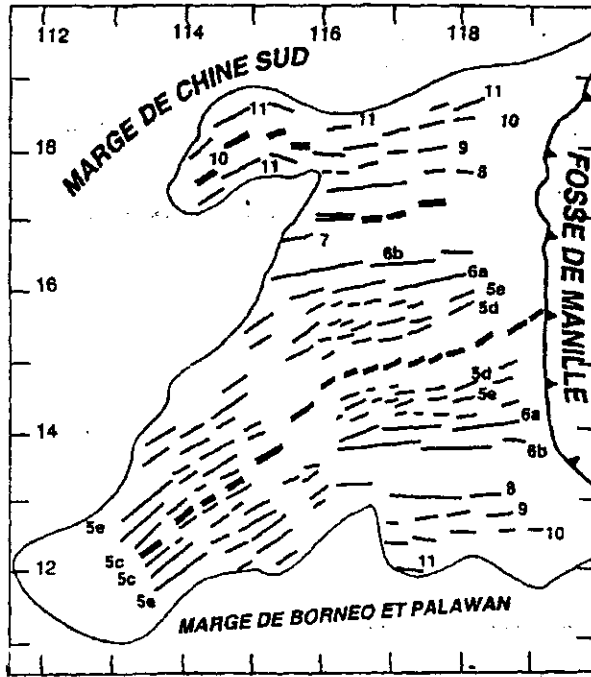 112 114 116 118
MARGE DE CHINE SUD
11
11
11
10
10
11
9
8
18
FOSSE DE MANILLE
7
6b
16
6a
5e
5d
5d
5e
14
6a
6b
8
5e
9
10
5c
5c
12
11
5e
MARGE DE BORNEO ET PALAWAN